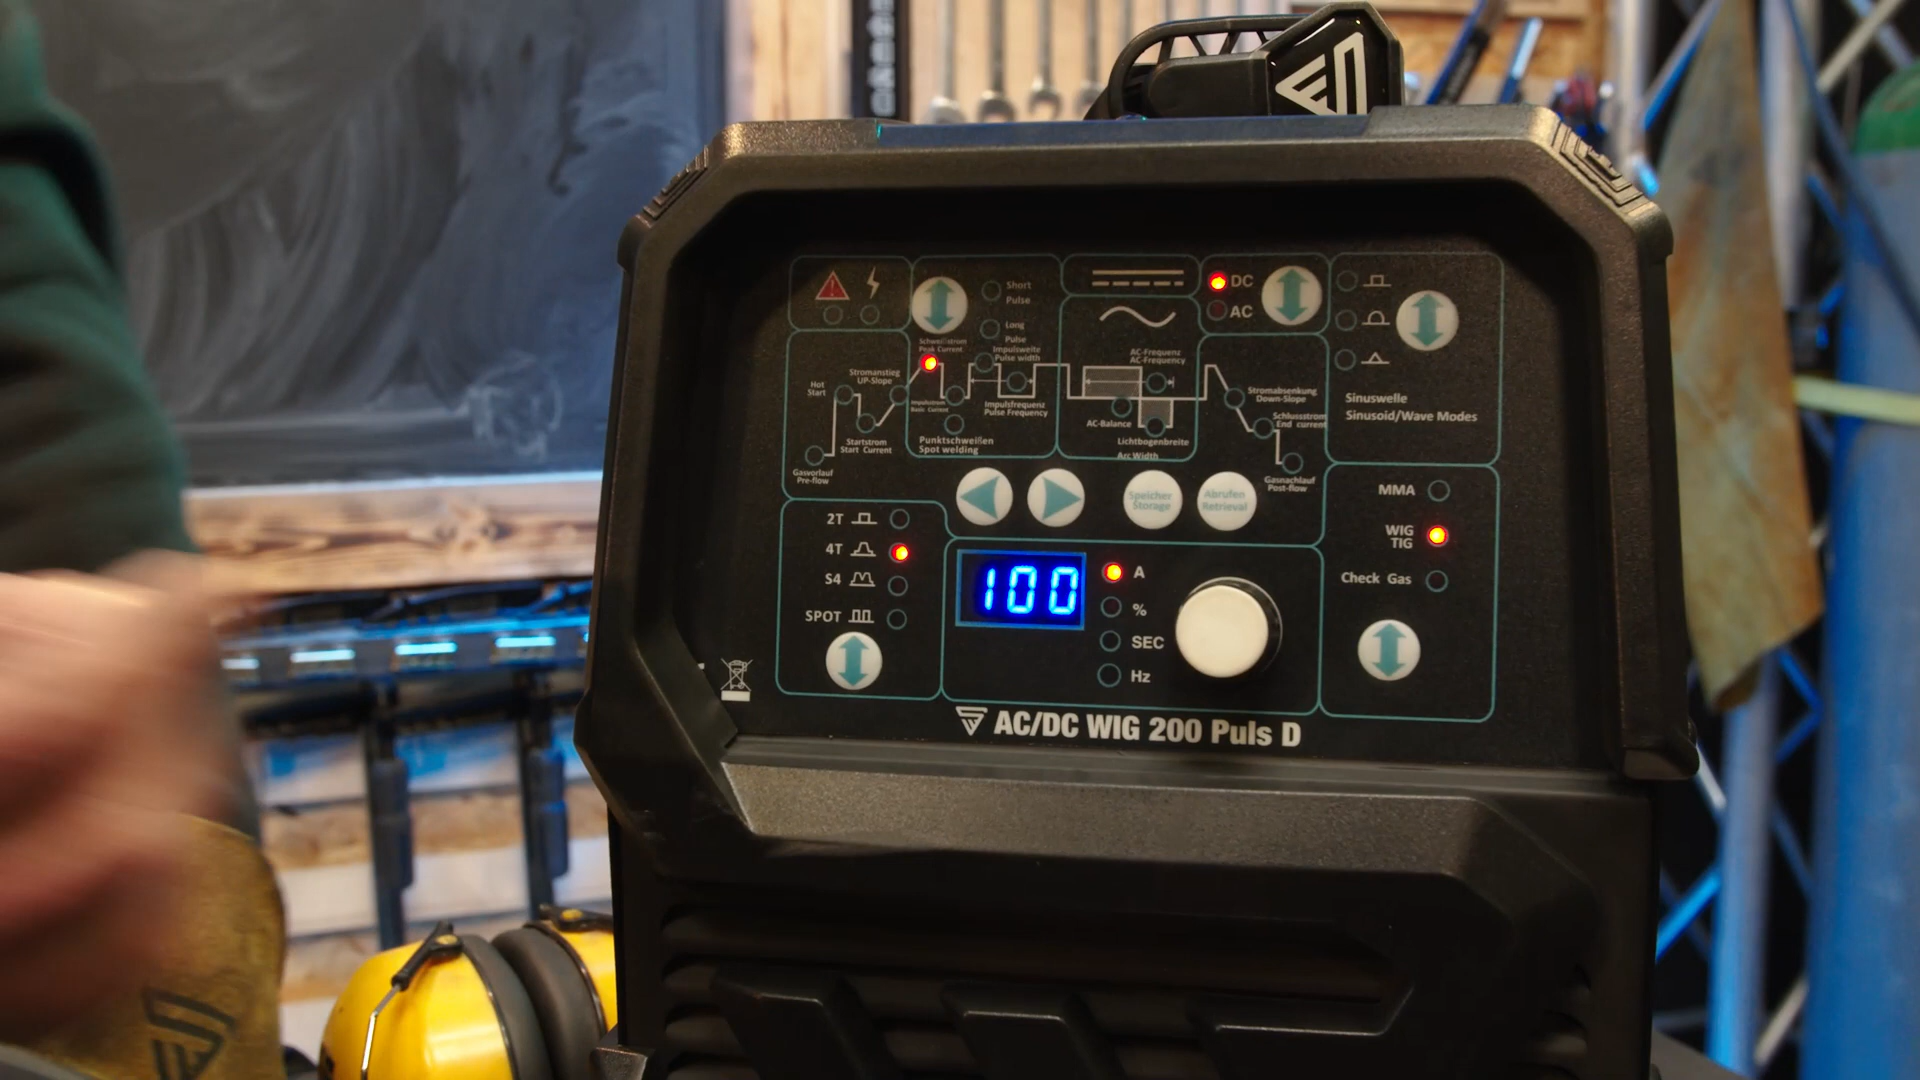 Short
Pulse
Long
Pulse
DC
AC
Schweißstrom
Peak Current
Impulsweite
Pulse width
AC-Frequenz
AC-Frequency
Stromanstieg
UP-Slope
Hot
Start
Basic Current
Impulsfrequenz
Pulse Frequency
Stromabsenkung
Down-Slope
Sinuswelle
Sinusoid/Wave Modes
AC-Balance
Schlussstrom
End current
Startstrom
Start Current
Punktschweißen
Spot welding
Lichtbogenbreite
Arc Width
Gasvorlauf
Pre-flow
Gasnachlauf
Post-flow
Speicher
Storage
Abrufen
Retrieval
MMA
WIG
TIG
Check Gas
2T
4T
S4
SPOT
100
A
%
SEC
Hz
AC/DC WIG 200 Puls D